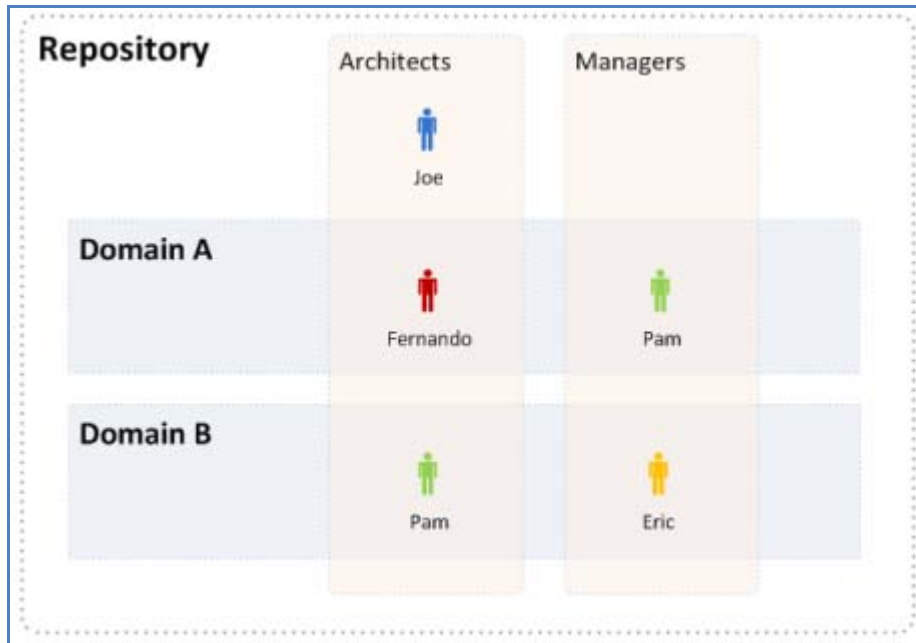 Repository
Architects
Managers
Joe
Domain A
Fernando
Pam
Domain B
Pam
Eric